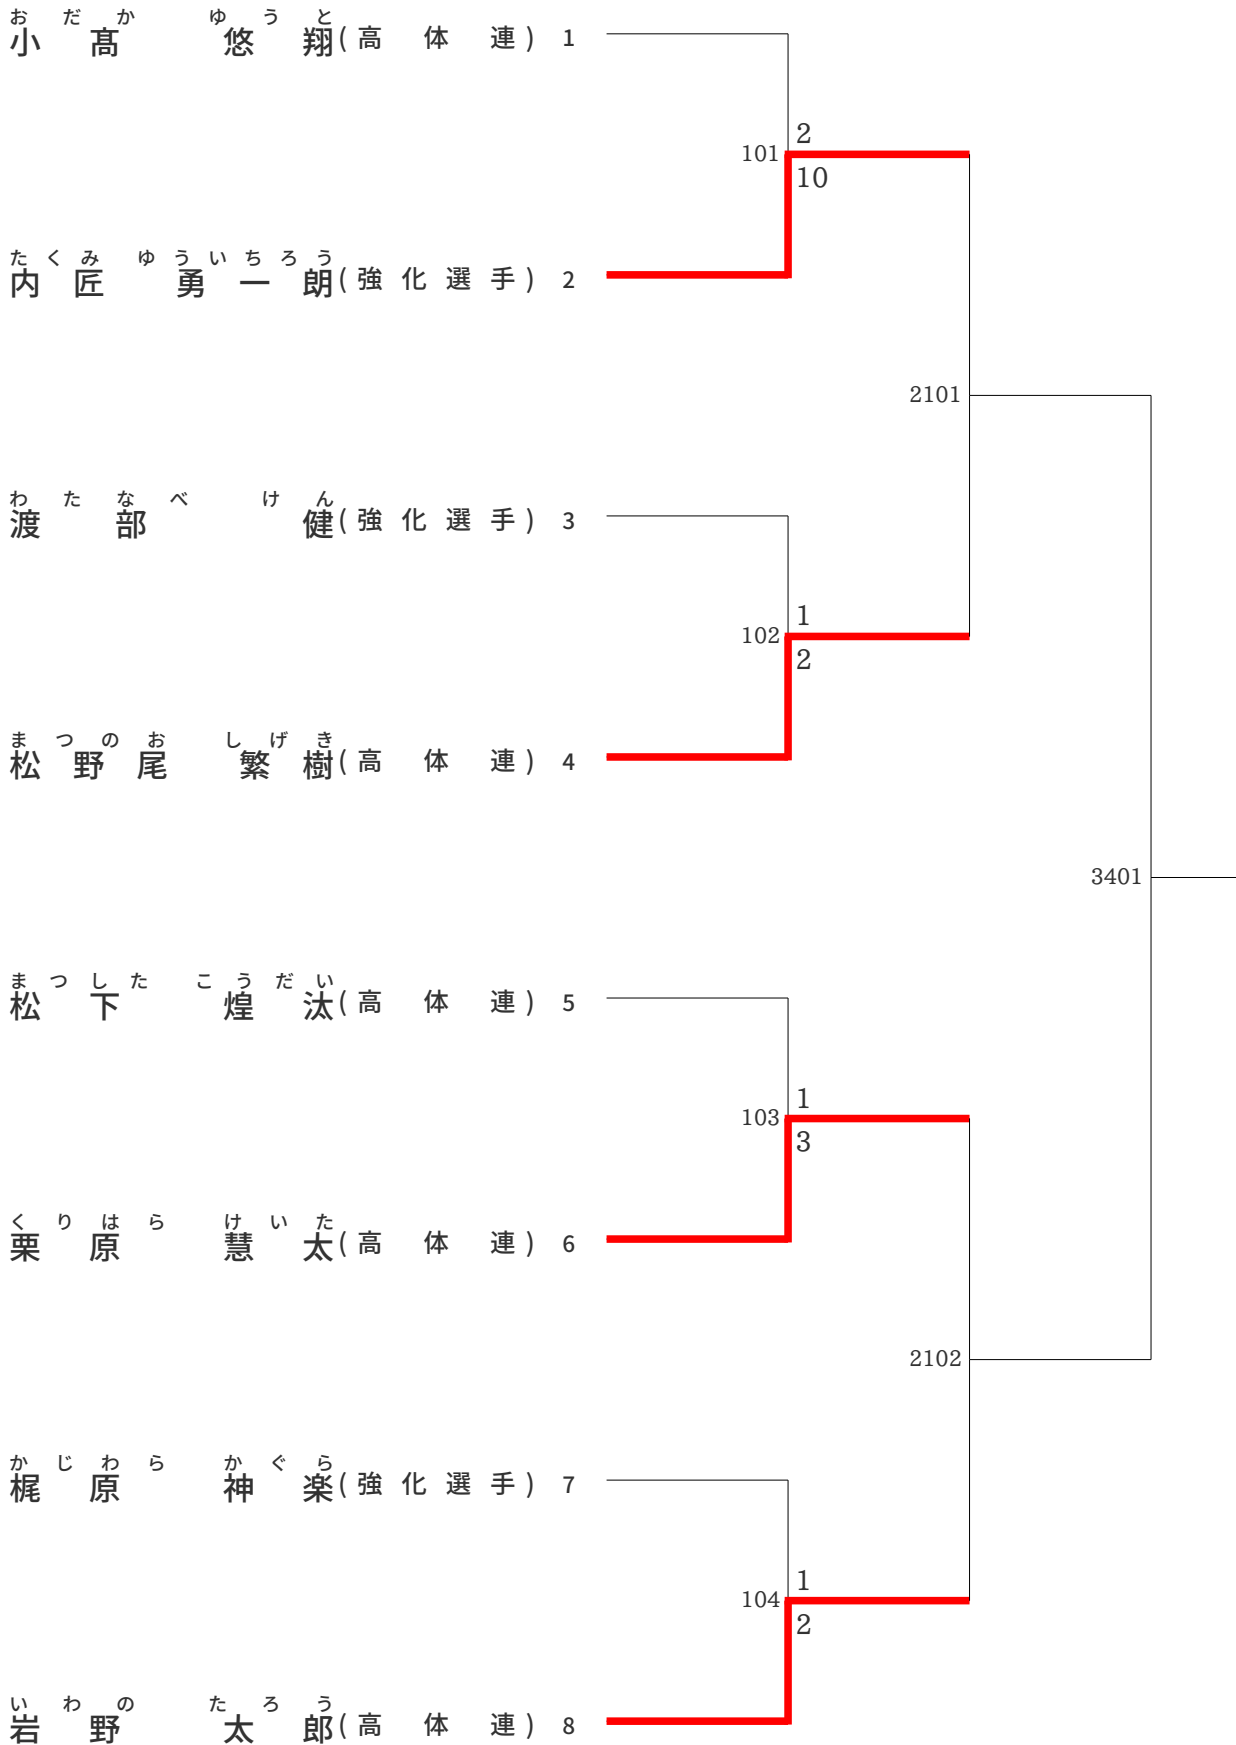 おだか ゆうと
小髙 悠翔(高体連) 1
2
101
10
たくみ ゆういちろう
内匠 勇一朗(強化選手) 2
2101
わたなべ けん
渡部 健(強化選手) 3
1
102
2
まつのお しげき
松野尾 繁樹(高体連) 4
3401
まつした こうだい
松下 煌汰(高体連) 5
1
103
3
くりはら けいた
栗原 慧太(高体連) 6
2102
かじわら かぐら
梶原 神楽(強化選手) 7
1
104
2
いわの たろう
岩野 太郎(高体連) 8